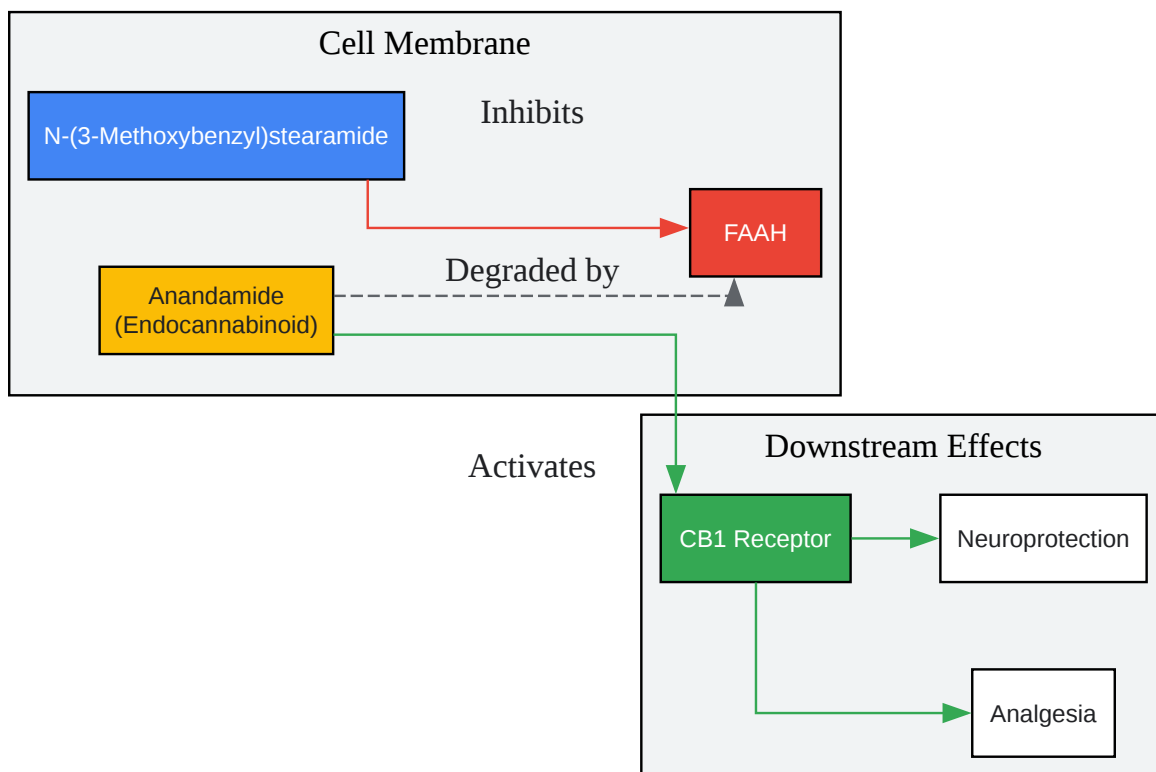 Cell Membrane
N-(3-Methoxybenzyl)stearamide
Inhibits
FAAH
Degraded by
Anandamide
(Endocannabinoid)
Activates
Downstream Effects
CB1 Receptor
Neuroprotection
Analgesia